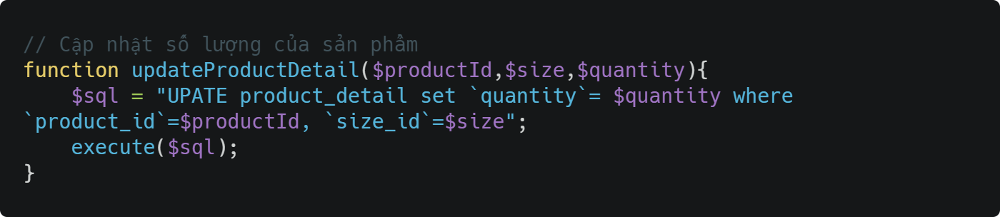 // Cập nhật số lượng của sản phẩm
function updateProductDetail($productId,$size,$quantity){
    $sql = "UPATE product_detail set `quantity`= $quantity where
`product_id`=$productId, `size_id`=$size";
    execute($sql);
}